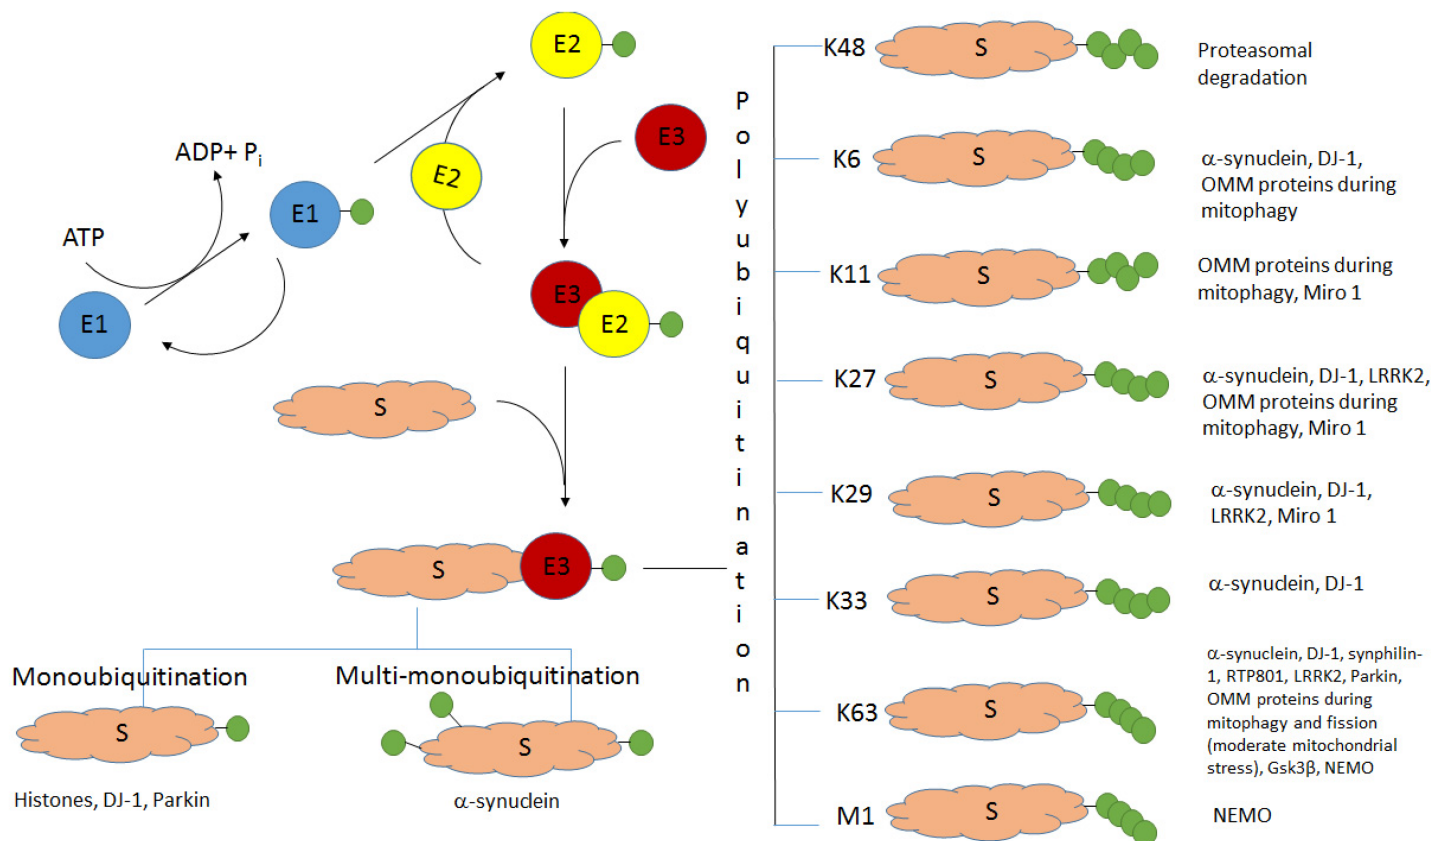 E2
E3
ADP+ Pi
E2
E1
ATP
E1
E3
E2
S
S
E3
Monoubiquitination
Multi-monoubiquitination
S
S
Histones, DJ-1, Parkin
α-synuclein
Polyubiquitination
K48
S
Proteasomal
degradation
K6
S
α-synuclein, DJ-1,
OMM proteins during
mitophagy
K11
S
OMM proteins during
mitophagy, Miro 1
K27
S
α-synuclein, DJ-1, LRRK2,
OMM proteins during
mitophagy, Miro 1
K29
S
α-synuclein, DJ-1,
LRRK2, Miro 1
K33
S
α-synuclein, DJ-1
K63
S
α-synuclein, DJ-1, synphilin-
1, RTP801, LRRK2, Parkin,
OMM proteins during
mitophagy and fission
(moderate mitochondrial
stress), Gsk3β, NEMO
M1
S
NEMO